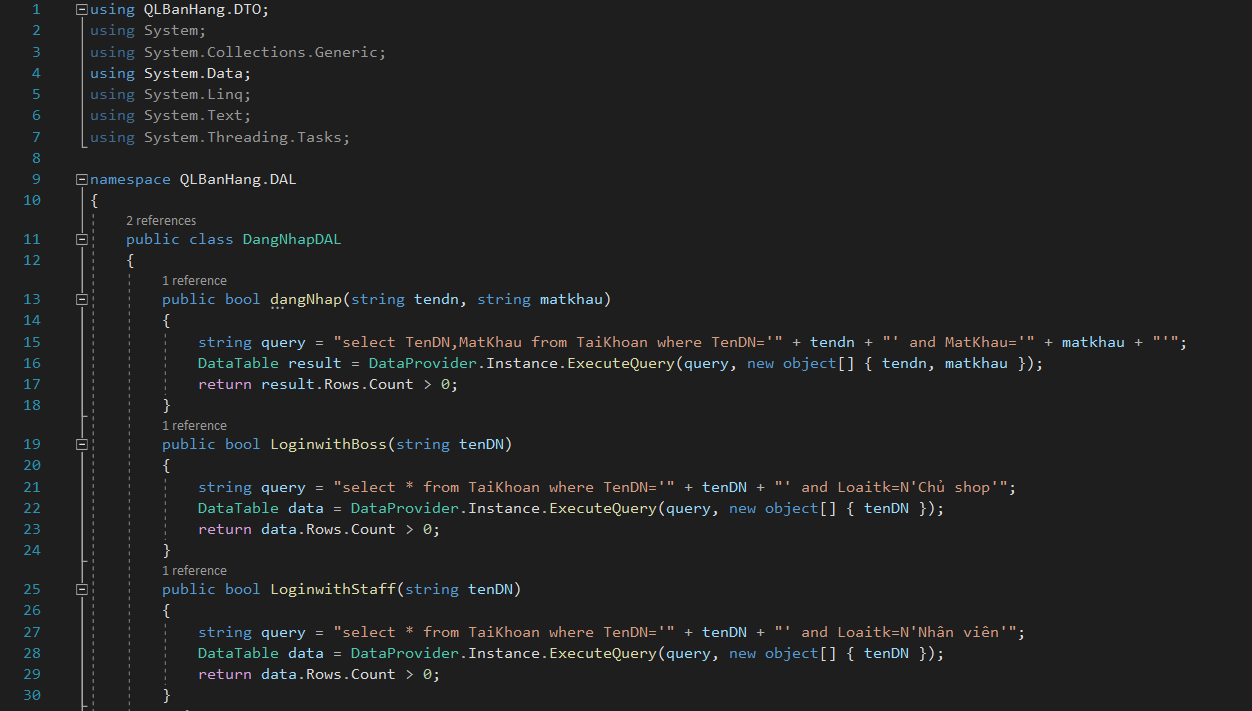 1 using QLBanHang.DTO;
2 using System;
3 using System.Collections.Generic;
4 using System.Data;
5 using System.Linq;
6 using System.Text;
7 using System.Threading.Tasks;
8
9 namespace QLBanHang.DAL
10 {
2 references
11 public class DangNhapDAL
12 {
1 reference
13 public bool dangNhap(string tendn, string matkhau)
14 {
15 string query = "select TenDN,MatKhau from TaiKhoan where TenDN='" + tendn + "' and MatKhau='" + matkhau + "'";
16 DataTable result = DataProvider.Instance.ExecuteQuery(query, new object[] { tendn, matkhau });
17 return result.Rows.Count > 0;
18 }
1 reference
19 public bool LoginwithBoss(string tenDN)
20 {
21 string query = "select * from TaiKhoan where TenDN='" + tenDN + "' and Loaitk=N'Chủ shop'";
22 DataTable data = DataProvider.Instance.ExecuteQuery(query, new object[] { tenDN });
23 return data.Rows.Count > 0;
24 }
1 reference
25 public bool LoginwithStaff(string tenDN)
26 {
27 string query = "select * from TaiKhoan where TenDN='" + tenDN + "' and Loaitk=N'Nhân viên'";
28 DataTable data = DataProvider.Instance.ExecuteQuery(query, new object[] { tenDN });
29 return data.Rows.Count > 0;
30 }